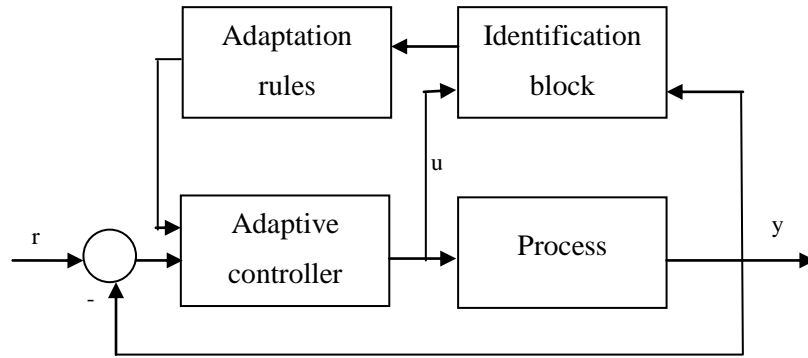 Adaptation
rules
Identification
block
u
r
-
Adaptive
controller
Process
y